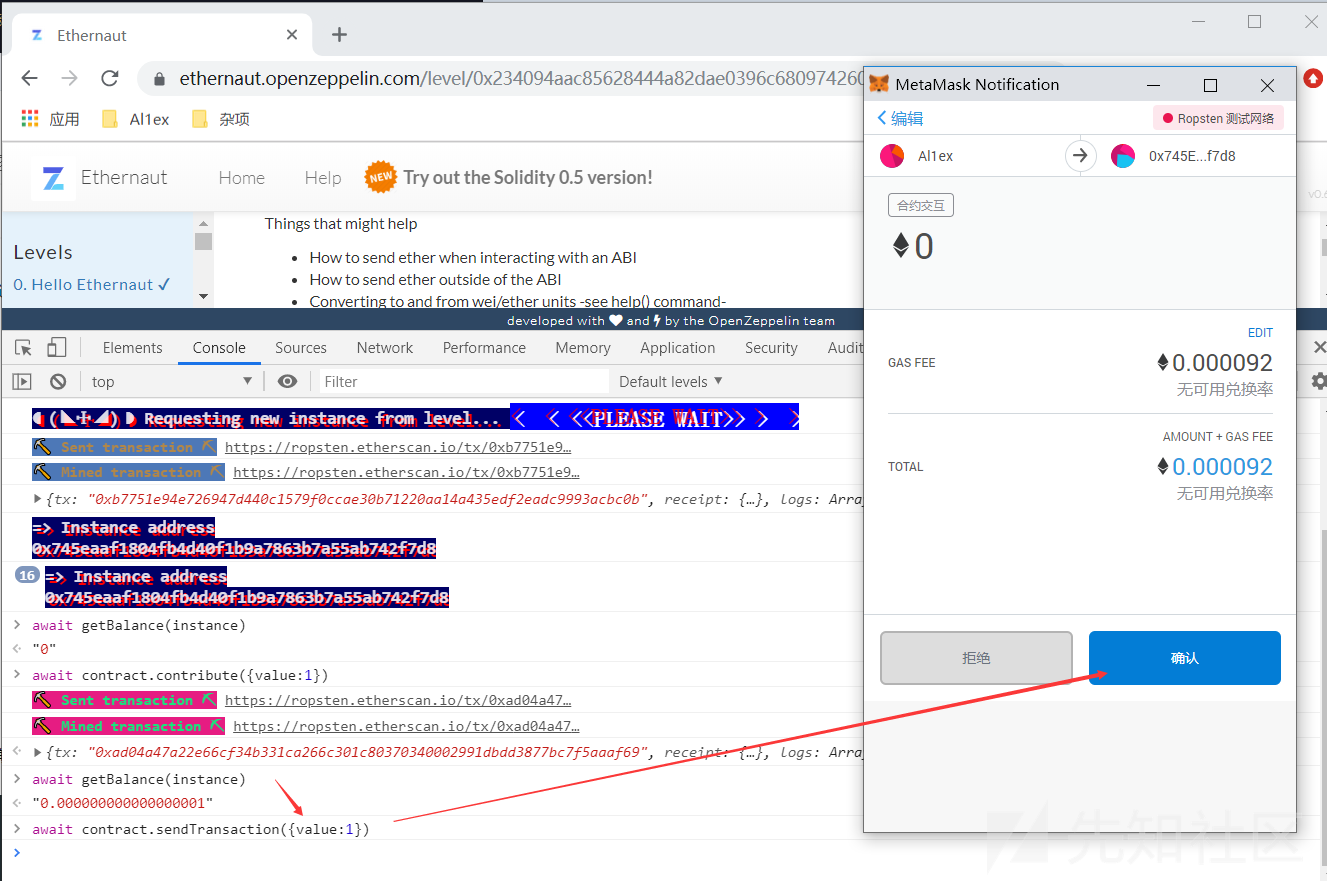 Ethernaut
ethernaut.openzeppelin.com/level/0x234094aac85628444a82dae0396c680974260
应用
Al1ex
杂项
Ethernaut
Home
Help
NEW
Try out the Solidity 0.5 version!
v0.6
Levels
0. Hello Ethernaut ✓
Things that might help
• How to send ether when interacting with an ABI
• How to send ether outside of the ABI
• Converting to and from wei/ether units -see help() command-
developed with ❤ and ⚡ by the OpenZeppelin team
Elements Console Sources Network Performance Memory Application Security Audit
top
Filter
Default levels ▼
Requesting new instance from level... < < <<PLEASE WAIT>> > >
Sent transaction https://ropsten.etherscan.io/tx/0xb7751e9…
Mined transaction https://ropsten.etherscan.io/tx/0xb7751e9…
{tx: "0xb7751e94e726947d440c1579f0ccae30b71220aa14a435edf2eadc9993acbc0b", receipt: {…}, logs: Arra
=> Instance address
0x745eaaf1804fb4d40f1b9a7863b7a55ab742f7d8
16
=> Instance address
0x745eaaf1804fb4d40f1b9a7863b7a55ab742f7d8
> await getBalance(instance)
"0"
> await contract.contribute({value:1})
Sent transaction https://ropsten.etherscan.io/tx/0xad04a47…
Mined transaction https://ropsten.etherscan.io/tx/0xad04a47…
{tx: "0xad04a47a22e66cf34b331ca266c301c80370340002991dbdd3877bc7f5aaaf69", receipt: {…}, logs: Arra
> await getBalance(instance)
"0.000000000000000001"
> await contract.sendTransaction({value:1})
>
MetaMask Notification
编辑
Ropsten 测试网络
Al1ex
0x745E...f7d8
合约交互
0
EDIT
GAS FEE
0.000092
无可用兑换率
AMOUNT + GAS FEE
TOTAL
0.000092
无可用兑换率
拒绝
确认
先知社区